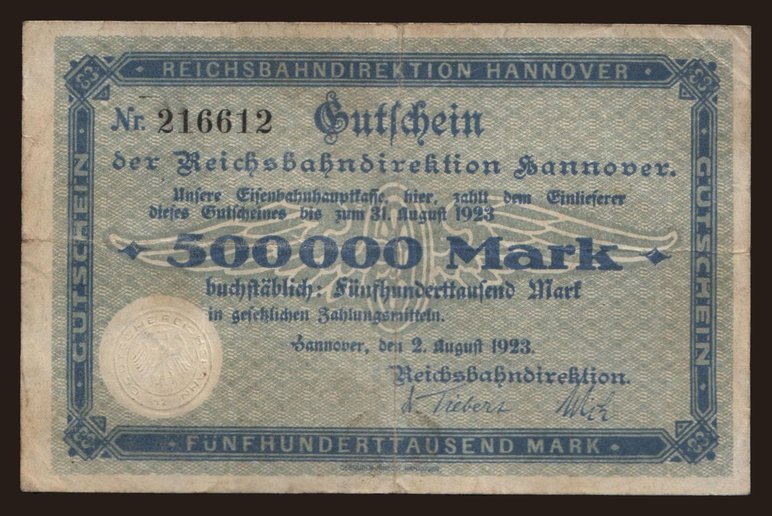 REICHSBAHNDIREKTION HANNOVER
GUTSCHEIN
GUTSCHEIN
Nr. 216612 Gutschein
der Reichsbahndirektion Hannover.
Unsere Eisenbahnhauptkasse, hier, zahlt dem Einlieferer
dieses Gutscheines bis zum 31. August 1923
500000 Mark
buchstäblich: Fünfhunderttausend Mark
in gesetzlichen Zahlungsmitteln.
Hannover, den 2. August 1923.
Reichsbahndirektion.
Tiebert
FÜNFHUNDERTTAUSEND MARK